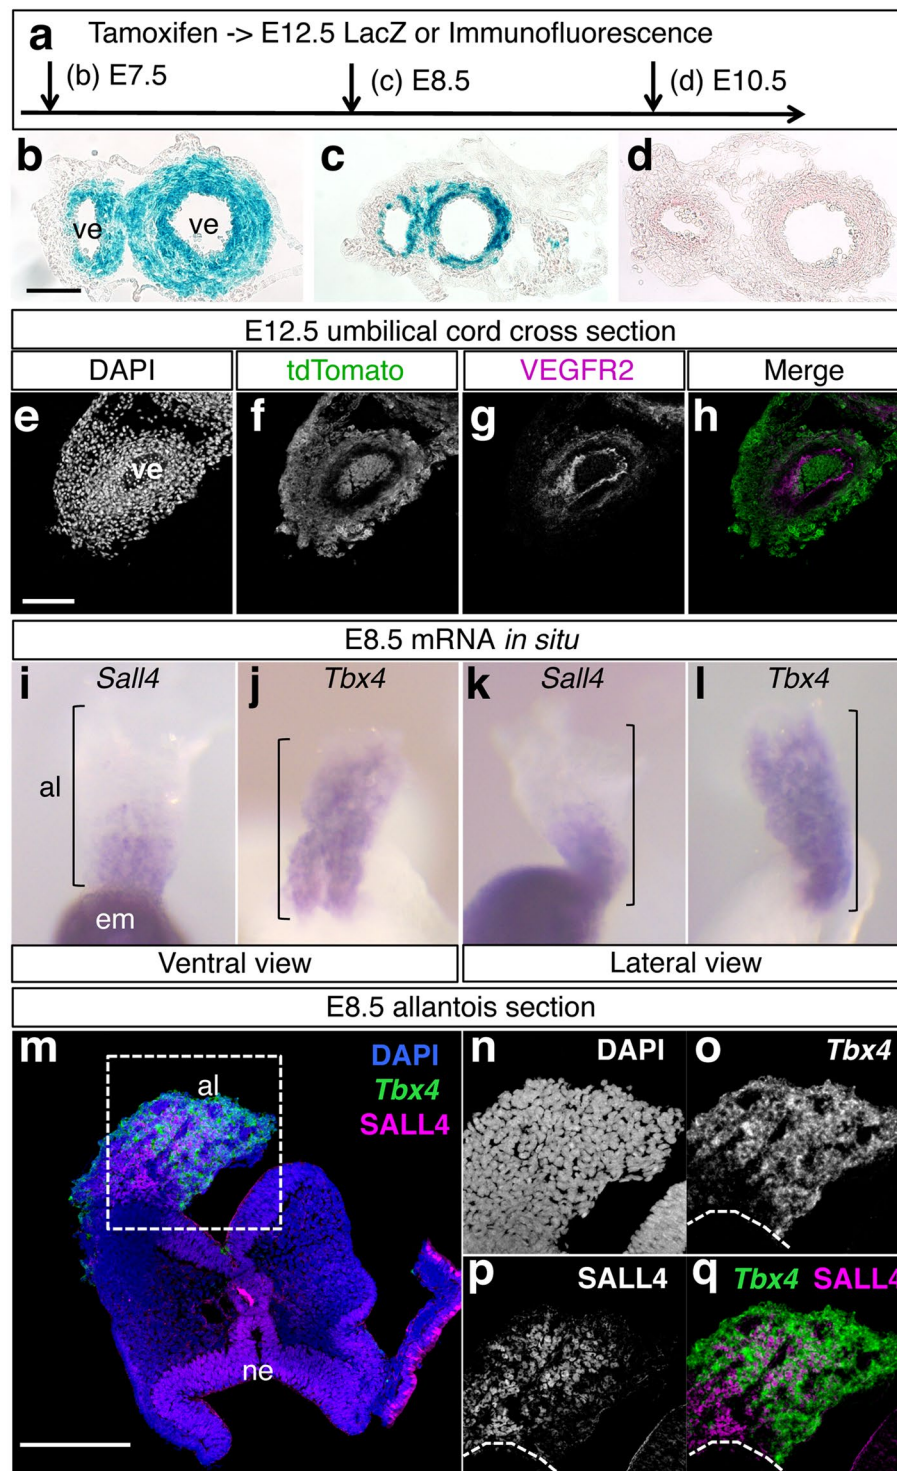 a Tamoxifen -> E12.5 LacZ or Immunofluorescence
(b) E7.5 (c) E8.5 (d) E10.5
b c d
ve ve
E12.5 umbilical cord cross section
DAPI tdTomato VEGFR2 Merge
e f g h
ve
E8.5 mRNA in situ
i Sall4 j Tbx4 k Sall4 l Tbx4
al
em
Ventral view Lateral view
E8.5 allantois section
m DAPI n DAPI o Tbx4
al Tbx4
SALL4
p SALL4 q Tbx4 SALL4
ne